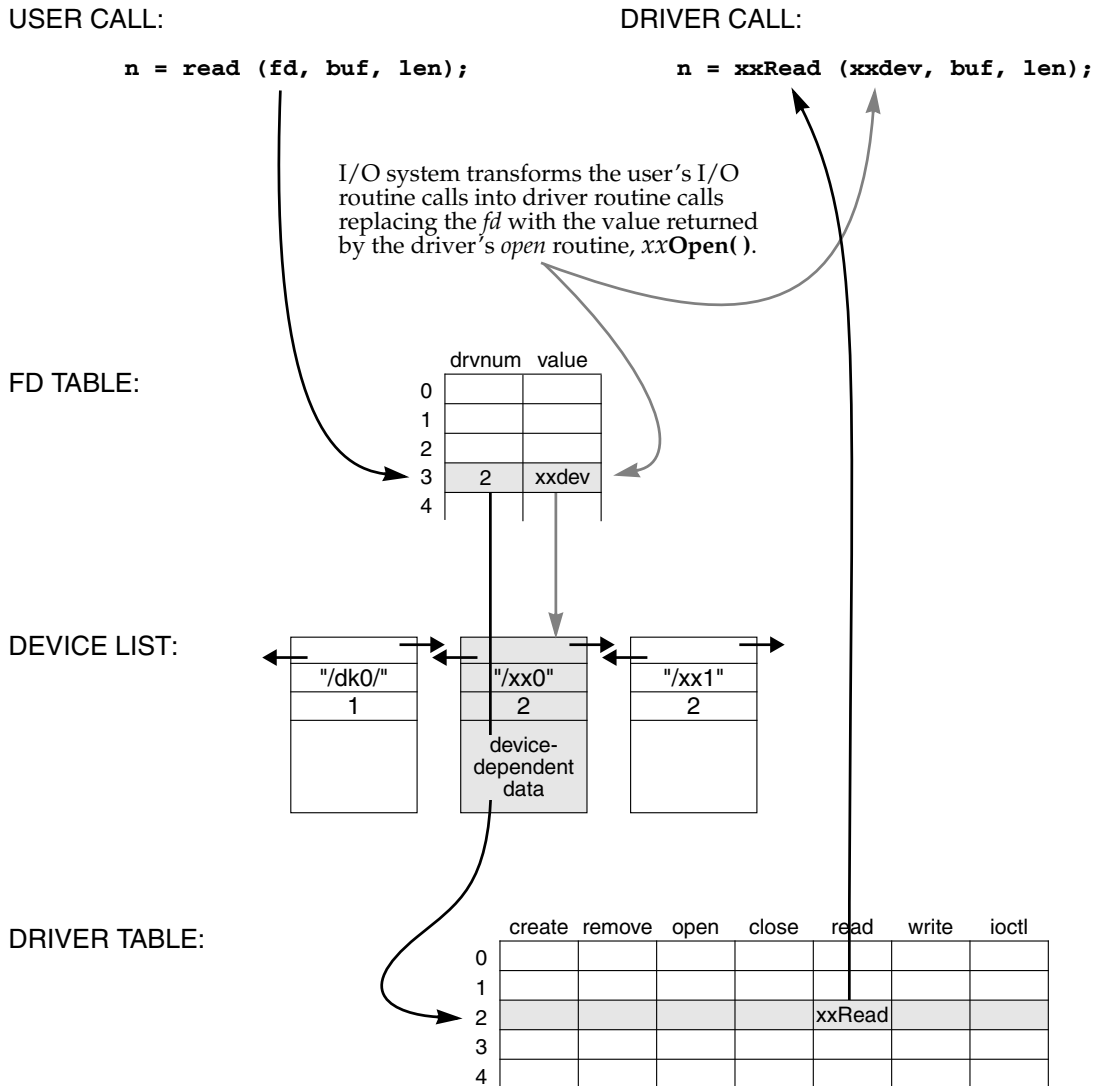 USER CALL:
DRIVER CALL:
n = read (fd, buf, len);
n = xxRead (xxdev, buf, len);
I/O system transforms the user's I/O
routine calls into driver routine calls
replacing the fd with the value returned
by the driver's open routine, xxOpen( ).
FD TABLE:
drvnum value
0
1
2
3 2 xxdev
4
DEVICE LIST:
"/dk0/" "/xx0" "/xx1"
1 2 2
device-
dependent
data
DRIVER TABLE:
create remove open close read write ioctl
0
1
2 xxRead
3
4